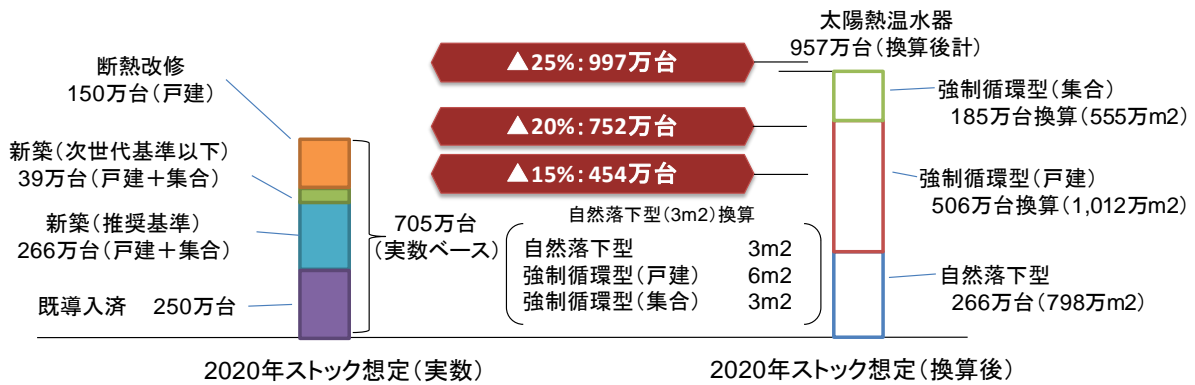 断熱改修
150万台(戸建)
新築(次世代基準以下)
39万台(戸建+集合)
新築(推奨基準)
266万台(戸建+集合)
既導入済 250万台
705万台
(実数ベース)
2020年ストック想定(実数)
▲25%:997万台
▲20%:752万台
▲15%:454万台
自然落下型(3m2)換算
自然落下型 3m2
強制循環型(戸建) 6m2
強制循環型(集合) 3m2
太陽熱温水器
957万台(換算後計)
強制循環型(集合)
185万台換算(555万m2)
強制循環型(戸建)
506万台換算(1,012万m2)
自然落下型
266万台(798万m2)
2020年ストック想定(換算後)